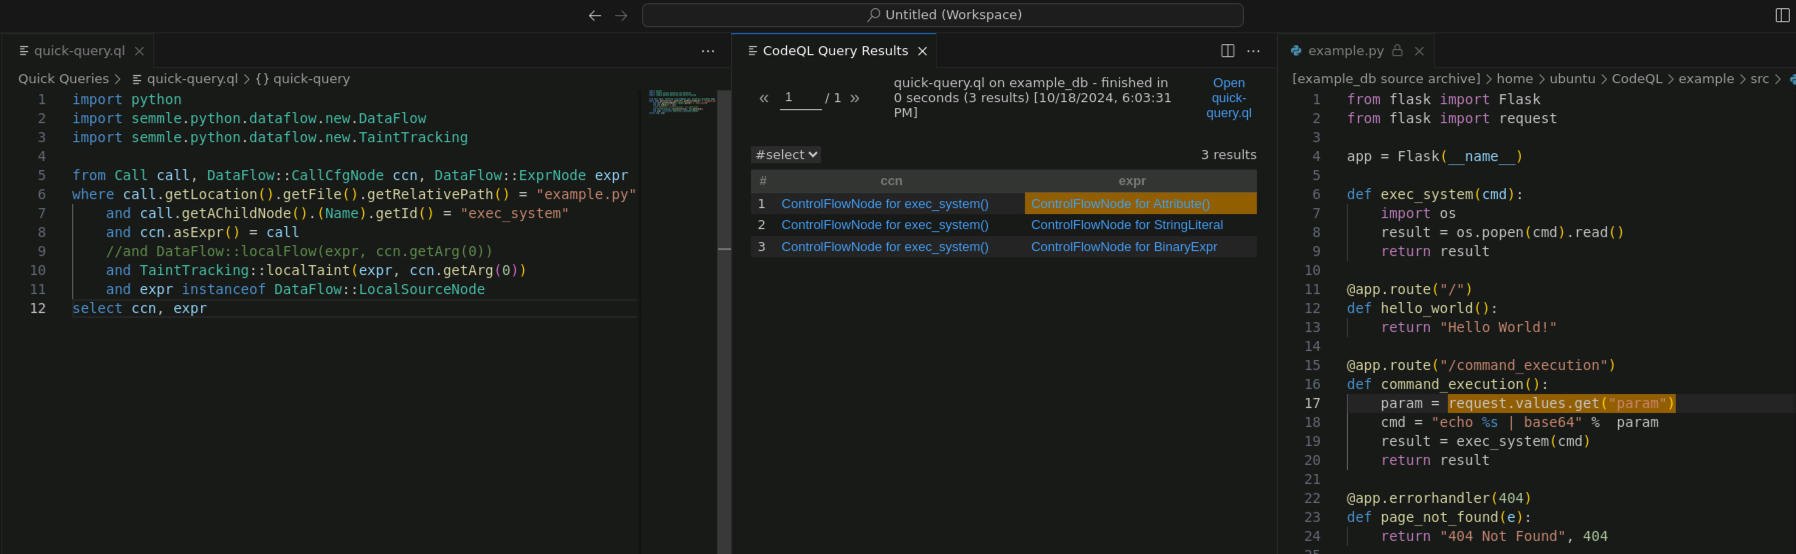 Untitled (Workspace)
quick-query.ql
Quick Queries > quick-query.ql > {} quick-query
1 import python
2 import semmle.python.dataflow.new.DataFlow
3 import semmle.python.dataflow.new.TaintTracking
4
5 from Call call, DataFlow::CallCfgNode ccn, DataFlow::ExprNode expr
6 where call.getLocation().getFile().getRelativePath() = "example.py"
7 and call.getAChildNode().(Name).getId() = "exec_system"
8 and ccn.asExpr() = call
9 //and DataFlow::localFlow(expr, ccn.getArg(0))
10 and TaintTracking::localTaint(expr, ccn.getArg(0))
11 and expr instanceof DataFlow::LocalSourceNode
12 select ccn, expr
CodeQL Query Results
« 1 / 1 »
quick-query.ql on example_db - finished in
0 seconds (3 results) [10/18/2024, 6:03:31
PM]
Open
quick-
query.ql
#select
3 results
# ccn expr
1 ControlFlowNode for exec_system() ControlFlowNode for Attribute()
2 ControlFlowNode for exec_system() ControlFlowNode for StringLiteral
3 ControlFlowNode for exec_system() ControlFlowNode for BinaryExpr
example.py
[example_db source archive] > home > ubuntu > CodeQL > example > src >
1 from flask import Flask
2 from flask import request
3
4 app = Flask(__name__)
5
6 def exec_system(cmd):
7 import os
8 result = os.popen(cmd).read()
9 return result
10
11 @app.route("/")
12 def hello_world():
13 return "Hello World!"
14
15 @app.route("/command_execution")
16 def command_execution():
17 param = request.values.get("param")
18 cmd = "echo %s | base64" %  param
19 result = exec_system(cmd)
20 return result
21
22 @app.errorhandler(404)
23 def page_not_found(e):
24 return "404 Not Found", 404